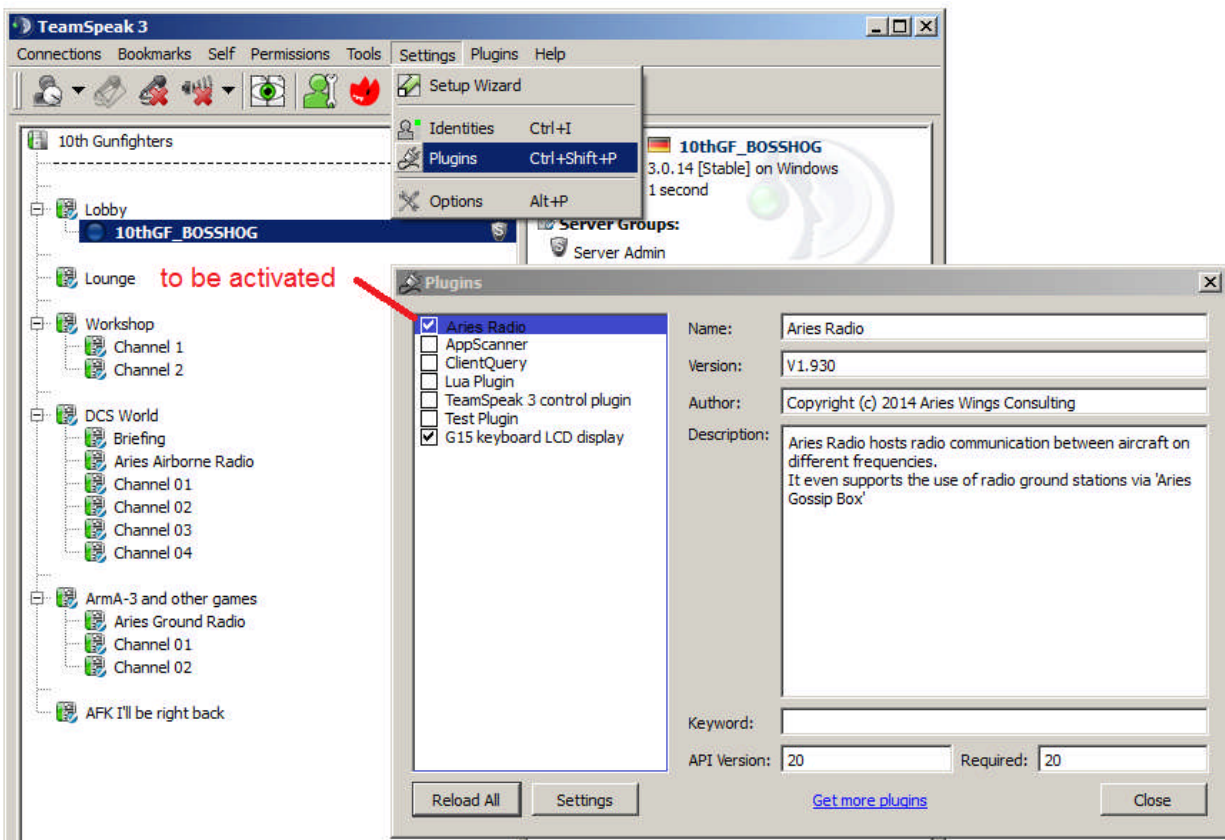 TeamSpeak 3
Connections Bookmarks Self Permissions Tools Settings Plugins Help
Setup Wizard
Identities Ctrl+I
Plugins Ctrl+Shift+P
Options Alt+P
10th Gunfighters
Lobby
10thGF_BOSSHOG
Lounge
Workshop
Channel 1
Channel 2
DCS World
Briefing
Aries Airborne Radio
Channel 01
Channel 02
Channel 03
Channel 04
ArmA-3 and other games
Aries Ground Radio
Channel 01
Channel 02
AFK I'll be right back
10thGF_BOSSHOG
3.0.14 [Stable] on Windows
1 second
Server Groups:
Server Admin
to be activated
Plugins
Aries Radio
AppScanner
ClientQuery
Lua Plugin
TeamSpeak 3 control plugin
Test Plugin
G15 keyboard LCD display
Name: Aries Radio
Version: V1.930
Author: Copyright (c) 2014 Aries Wings Consulting
Description: Aries Radio hosts radio communication between aircraft on
different frequencies.
It even supports the use of radio ground stations via 'Aries
Gossip Box'
Keyword:
API Version: 20 Required: 20
Reload All Settings Get more plugins Close